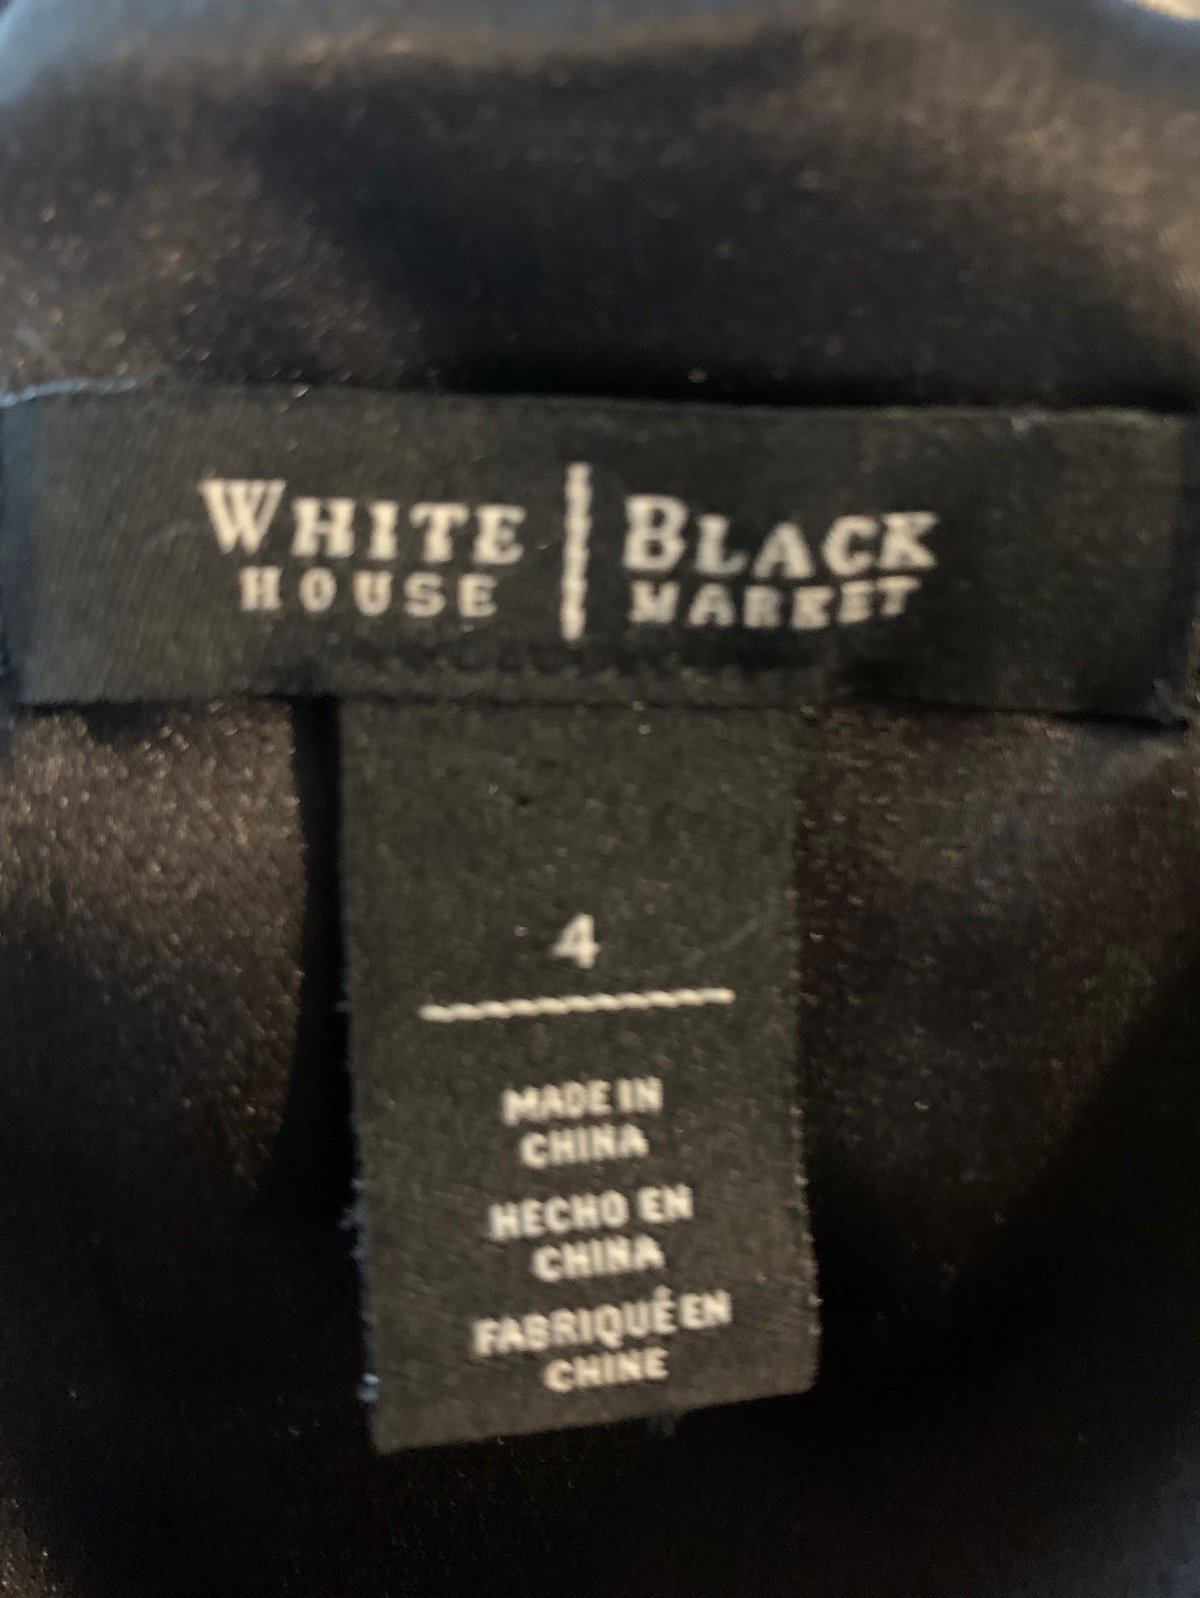 WHITE HOUSE | BLACK MARKET
4
MADE IN
CHINA
HECHO EN
CHINA
FABRIQUÉ EN
CHINE